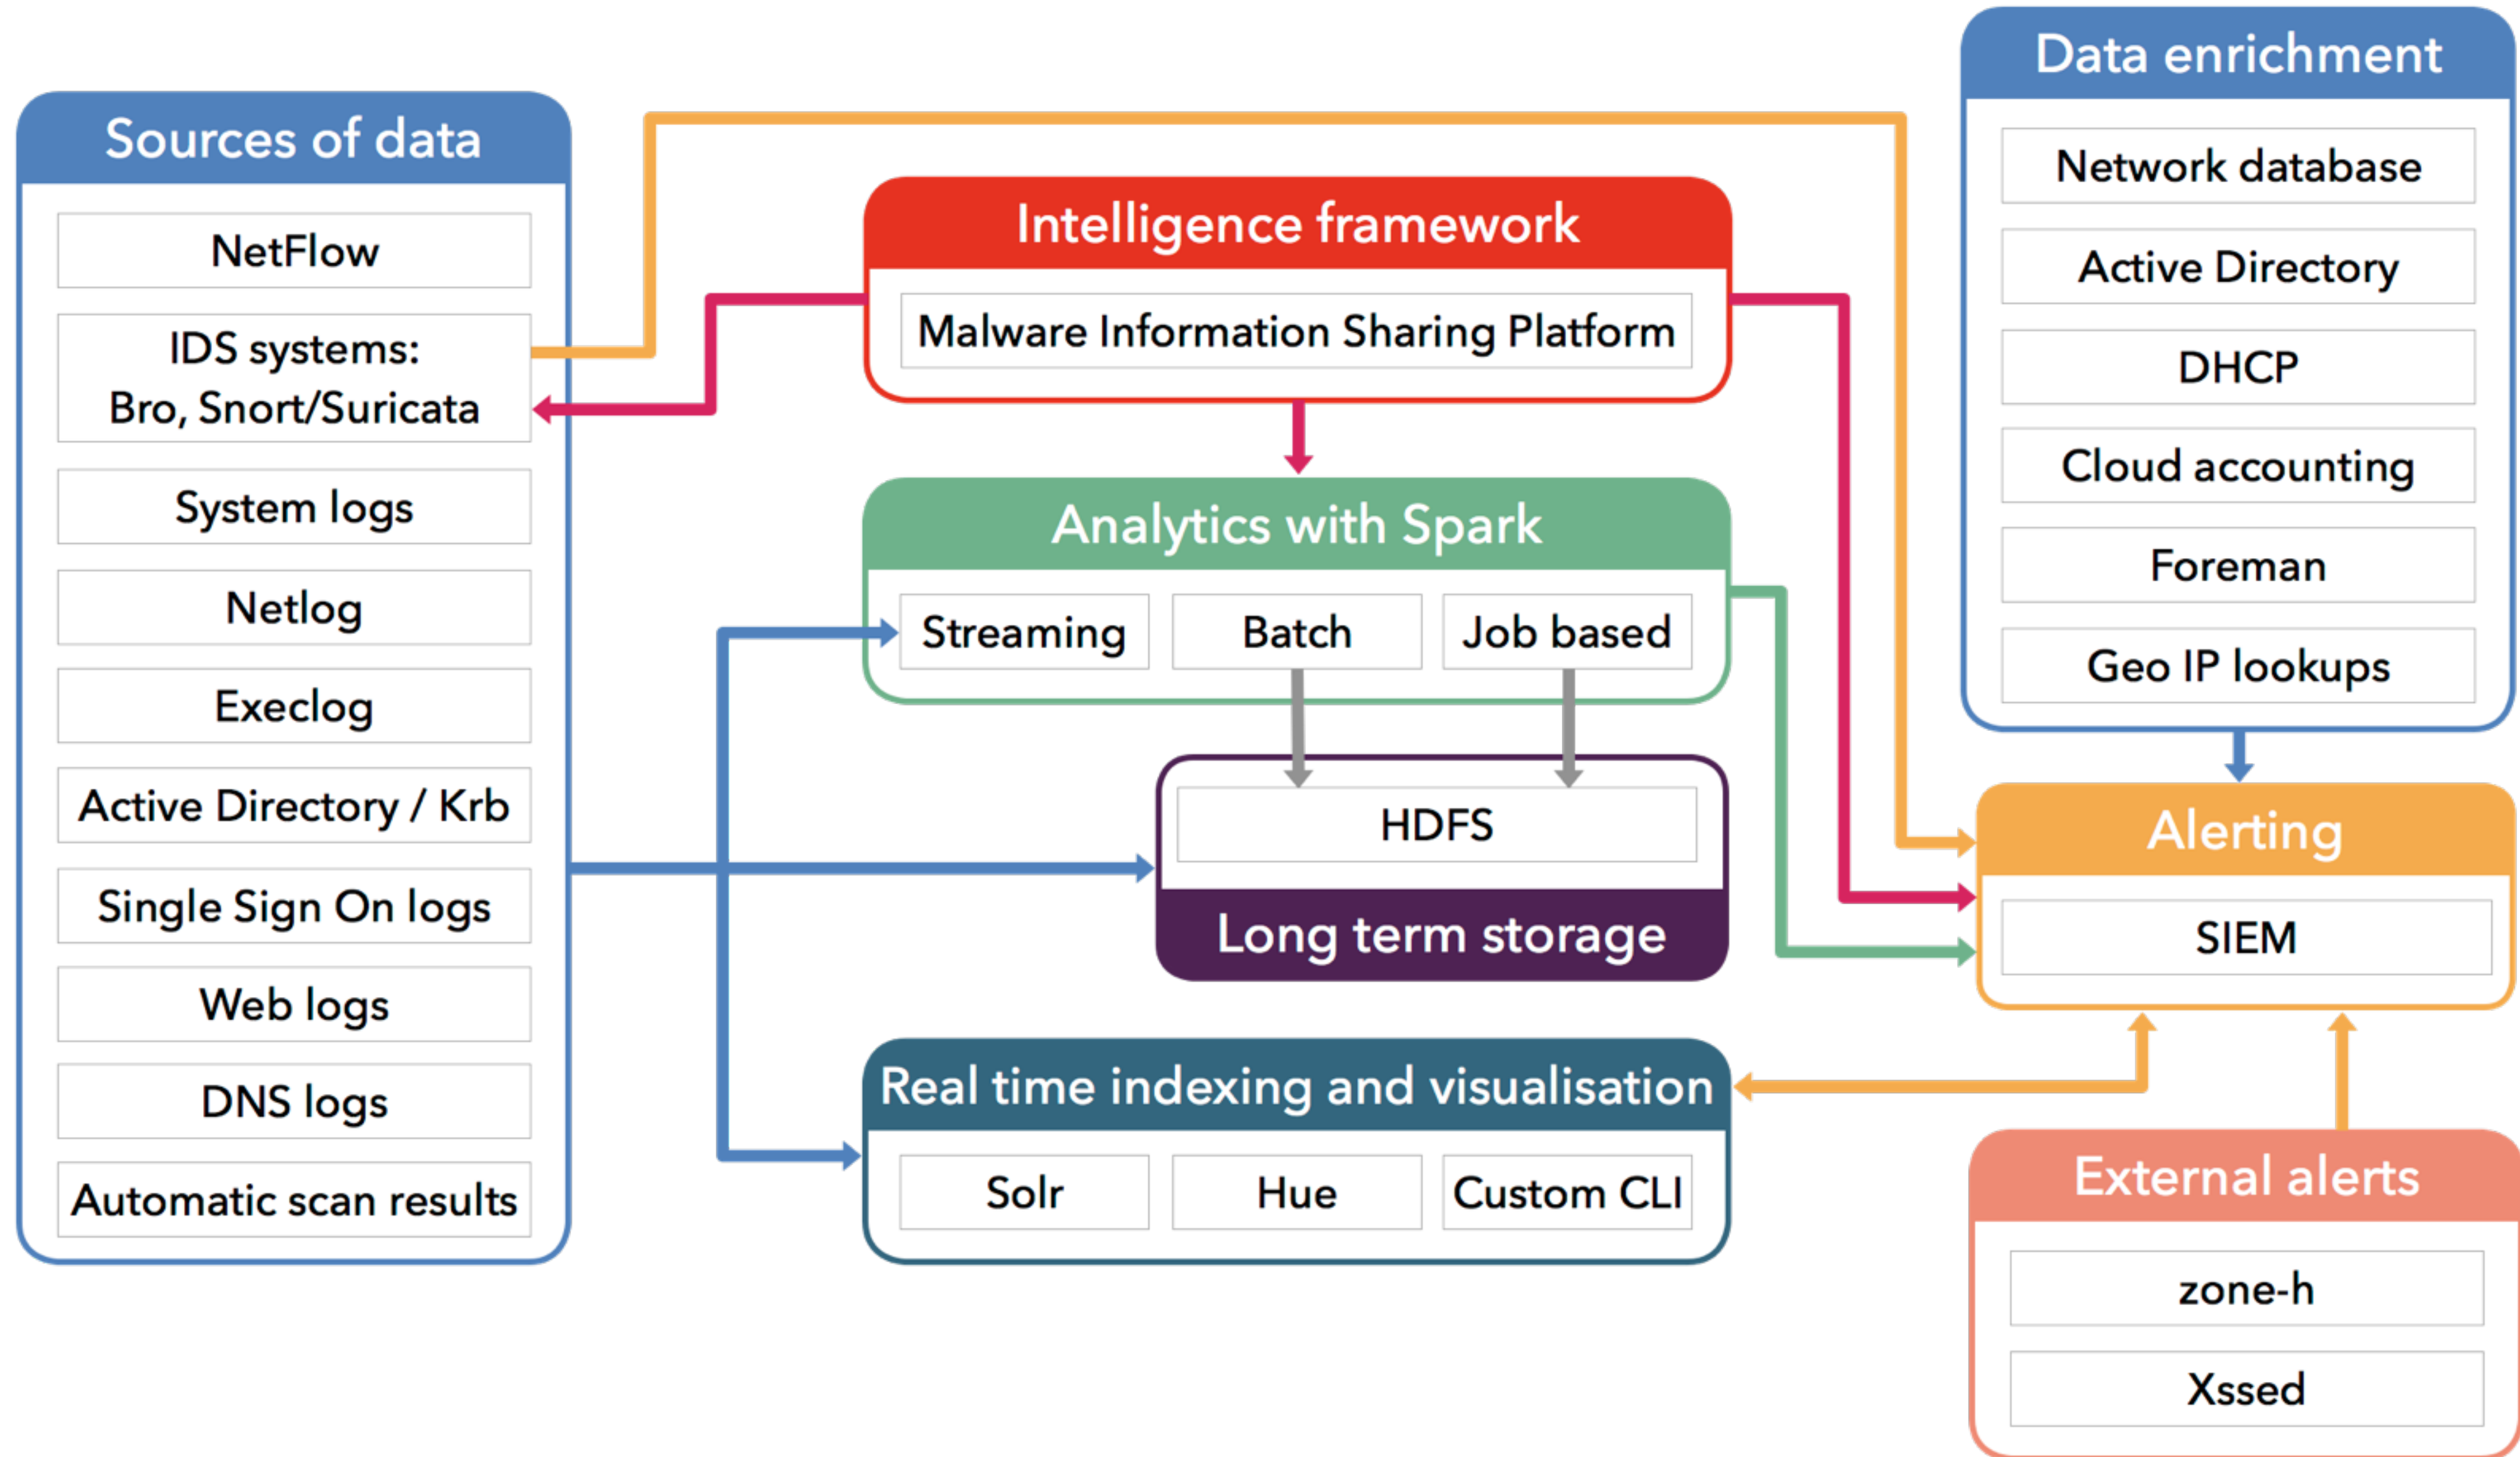 Sources of data
NetFlow
IDS systems:
Bro, Snort/Suricata
System logs
Netlog
Execlog
Active Directory / Krb
Single Sign On logs
Web logs
DNS logs
Automatic scan results
Intelligence framework
Malware Information Sharing Platform
Analytics with Spark
Streaming
Batch
Job based
HDFS
Long term storage
Real time indexing and visualisation
Solr
Hue
Custom CLI
Data enrichment
Network database
Active Directory
DHCP
Cloud accounting
Foreman
Geo IP lookups
Alerting
SIEM
External alerts
zone-h
Xssed